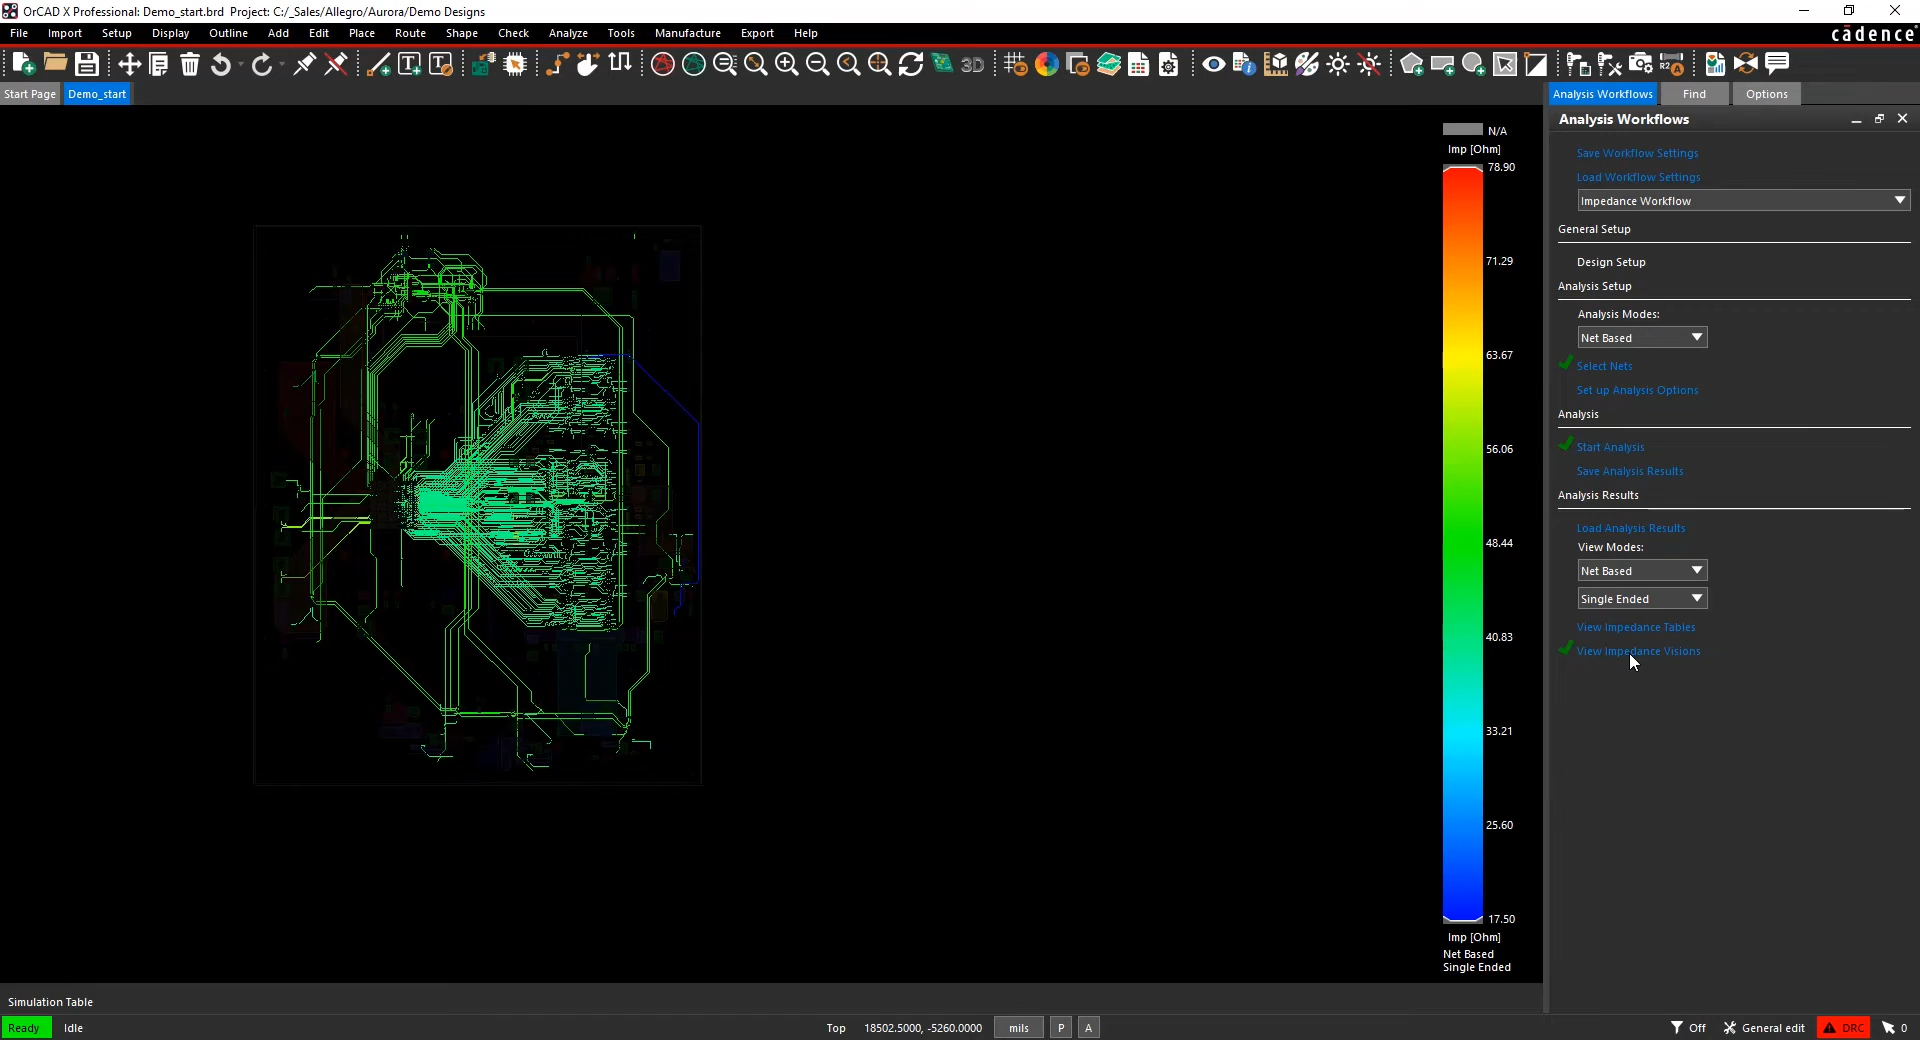 OrCAD X Professional: Demo_start.brd Project: C:/_Sales/Allegro/Aurora/Demo Designs
File Import Setup Display Outline Add Edit Place Route Shape Check Analyze Tools Manufacture Export Help
cādence
3D
R2
Start Page Demo_start
Analysis Workflows Find Options
Analysis Workflows
Save Workflow Settings
Load Workflow Settings
Impedance Workflow
General Setup
Design Setup
Analysis Setup
Analysis Modes:
Net Based
Select Nets
Set up Analysis Options
Analysis
Start Analysis
Save Analysis Results
Analysis Results
Load Analysis Results
View Modes:
Net Based
Single Ended
View Impedance Tables
View Impedance Visions
N/A
Imp [Ohm]
78.90
71.29
63.67
56.06
48.44
40.83
33.21
25.60
17.50
Imp [Ohm]
Net Based
Single Ended
Simulation Table
Ready Idle Top 18502.5000, -5260.0000 mils P A Off General edit DRC 0